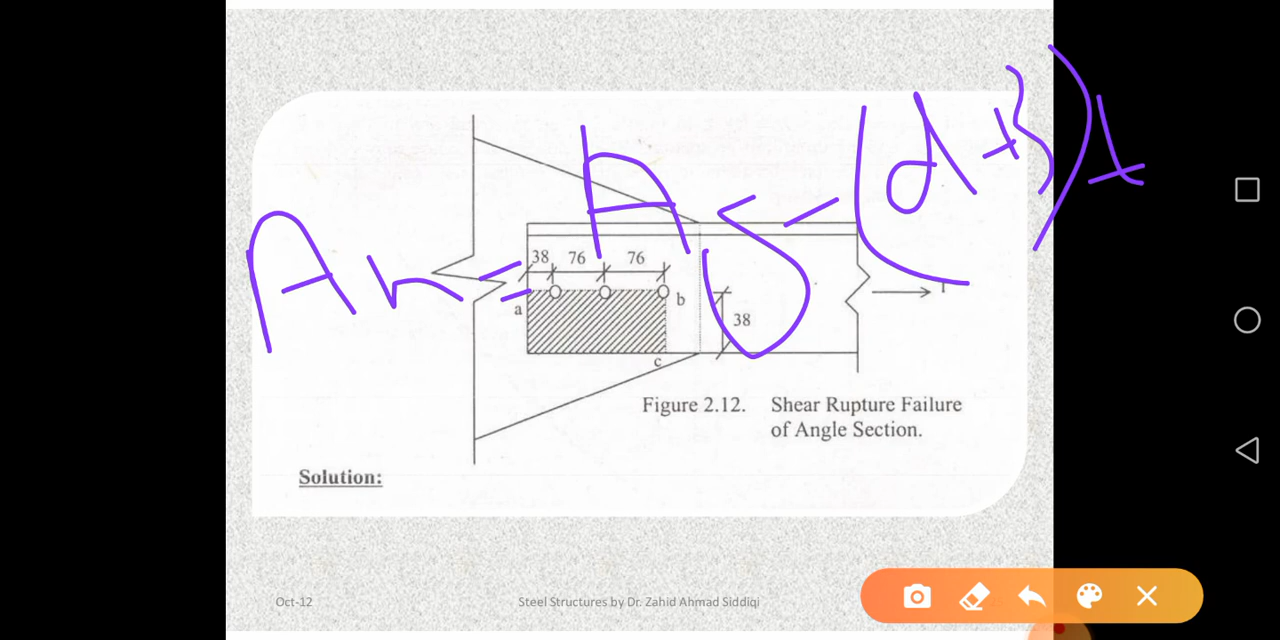 An = Ag - (d+3)t
38 76 76
a b
38
c
Figure 2.12. Shear Rupture Failure
of Angle Section.
Solution:
Oct-12 Steel Structures by Dr. Zahid Ahmad Siddiqi